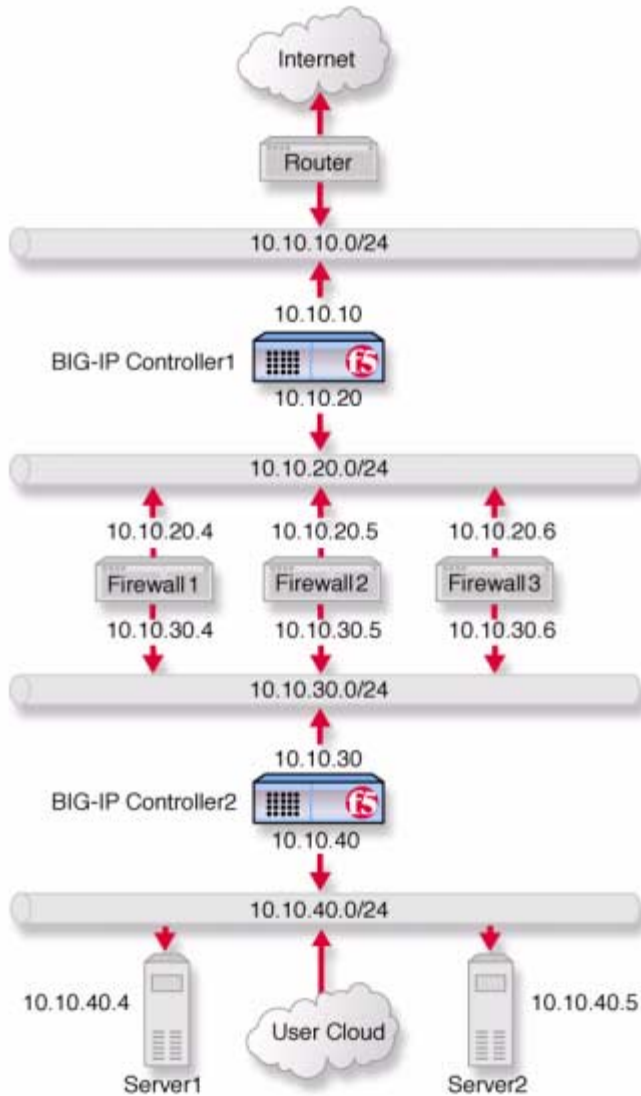 Internet
Router
10.10.10.0/24
10.10.10
BIG-IP Controller1
f5
10.10.20
10.10.20.0/24
10.10.20.4
10.10.20.5
10.10.20.6
Firewall 1
Firewall 2
Firewall 3
10.10.30.4
10.10.30.5
10.10.30.6
10.10.30.0/24
10.10.30
BIG-IP Controller2
f5
10.10.40
10.10.40.0/24
10.10.40.4
10.10.40.5
User Cloud
Server1
Server2